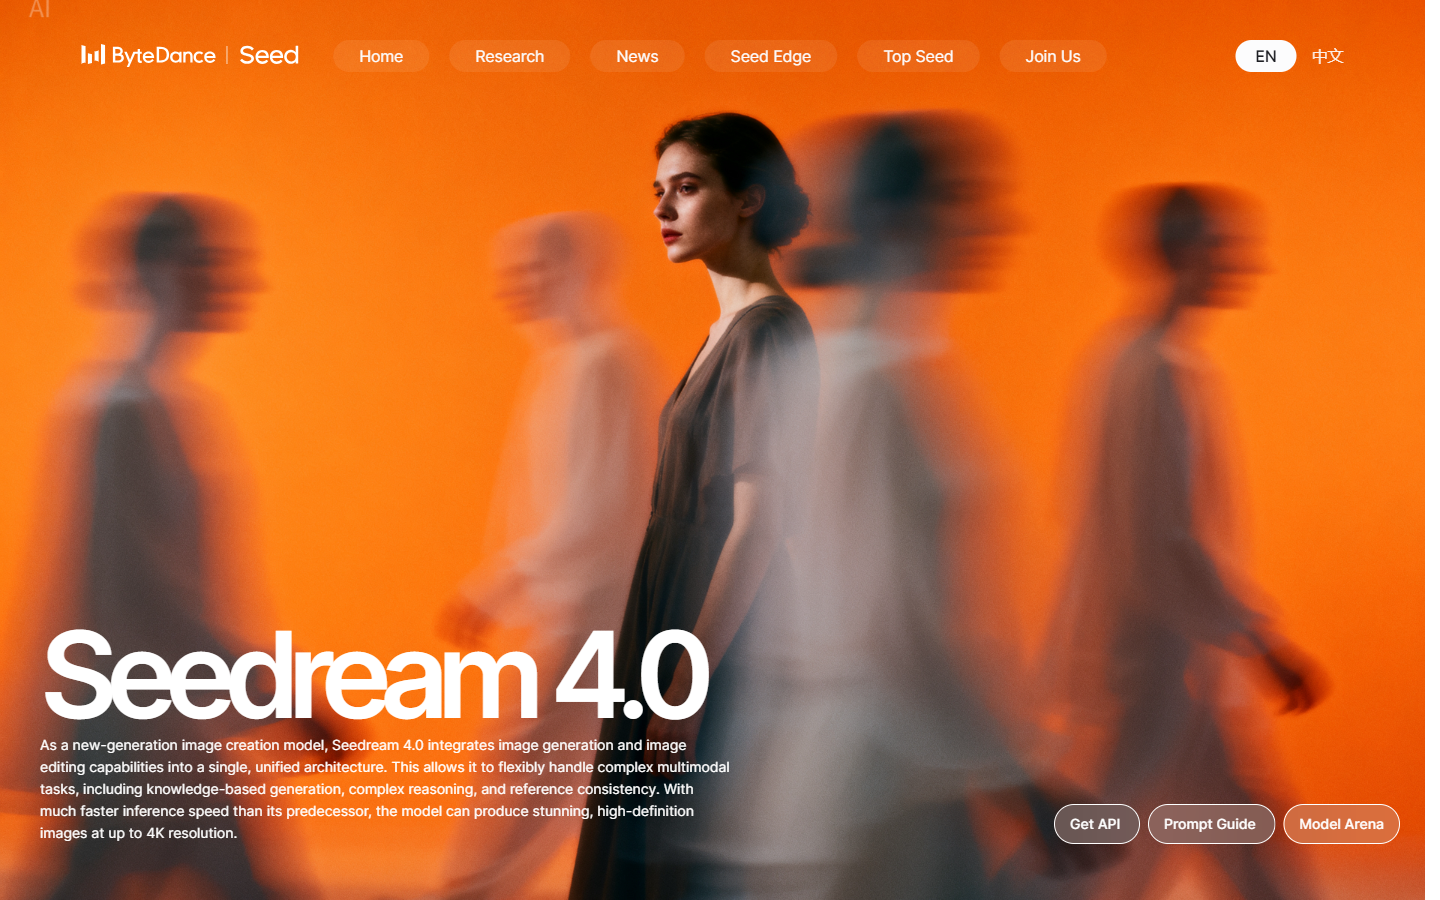 AI
ByteDance | Seed
Home
Research
News
Seed Edge
Top Seed
Join Us
EN
中文
Seedream 4.0
As a new-generation image creation model, Seedream 4.0 integrates image generation and image
editing capabilities into a single, unified architecture. This allows it to flexibly handle complex multimodal
tasks, including knowledge-based generation, complex reasoning, and reference consistency. With
much faster inference speed than its predecessor, the model can produce stunning, high-definition
images at up to 4K resolution.
Get API
Prompt Guide
Model Arena